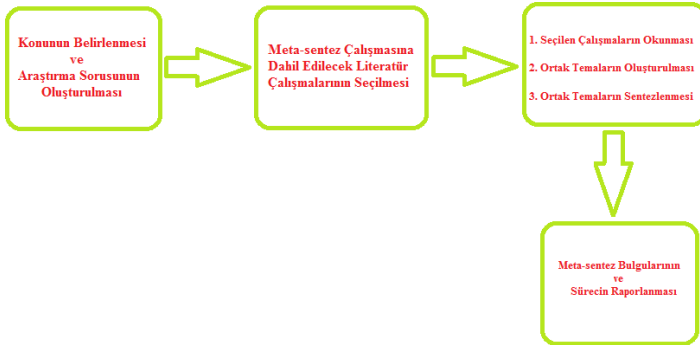 Konunun Belirlenmesi
ve
Araştırma Sorusunun
Oluşturulması
Meta-sentez Çalışmasına
Dahil Edilecek Literatür
Çalışmalarının Seçilmesi
1. Seçilen Çalışmaların Okunması
2. Ortak Temaların Oluşturulması
3. Ortak Temaların Sentezlenmesi
Meta-sentez Bulgularının
ve
Sürecin Raporlanması